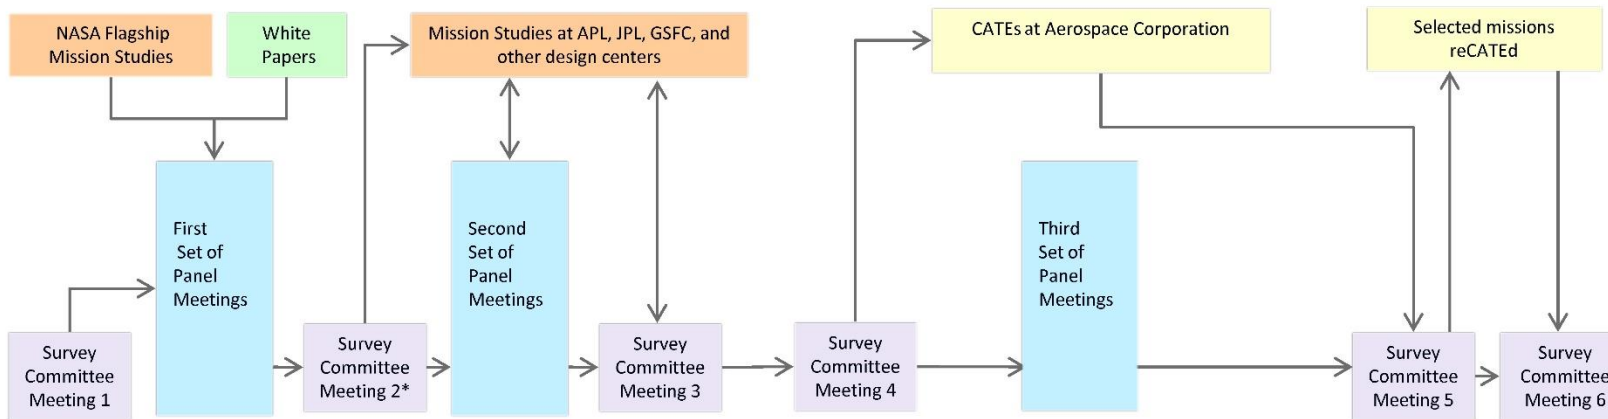 NASA Flagship
Mission Studies
White
Papers
Mission Studies at APL, JPL, GSFC, and
other design centers
CATEs at Aerospace Corporation
Selected missions
reCATEd
First
Set of
Panel
Meetings
Second
Set of
Panel
Meetings
Third
Set of
Panel
Meetings
Survey
Committee
Meeting 1
Survey
Committee
Meeting 2*
Survey
Committee
Meeting 3
Survey
Committee
Meeting 4
Survey
Committee
Meeting 5
Survey
Committee
Meeting 6